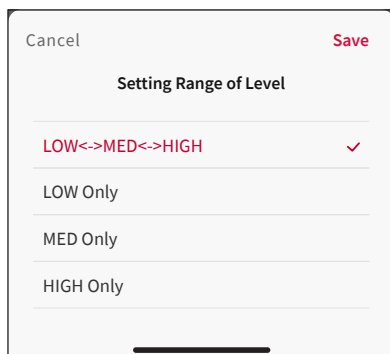 Cancel
Save
Setting Range of Level
LOW<->MED<->HIGH
LOW Only
MED Only
HIGH Only